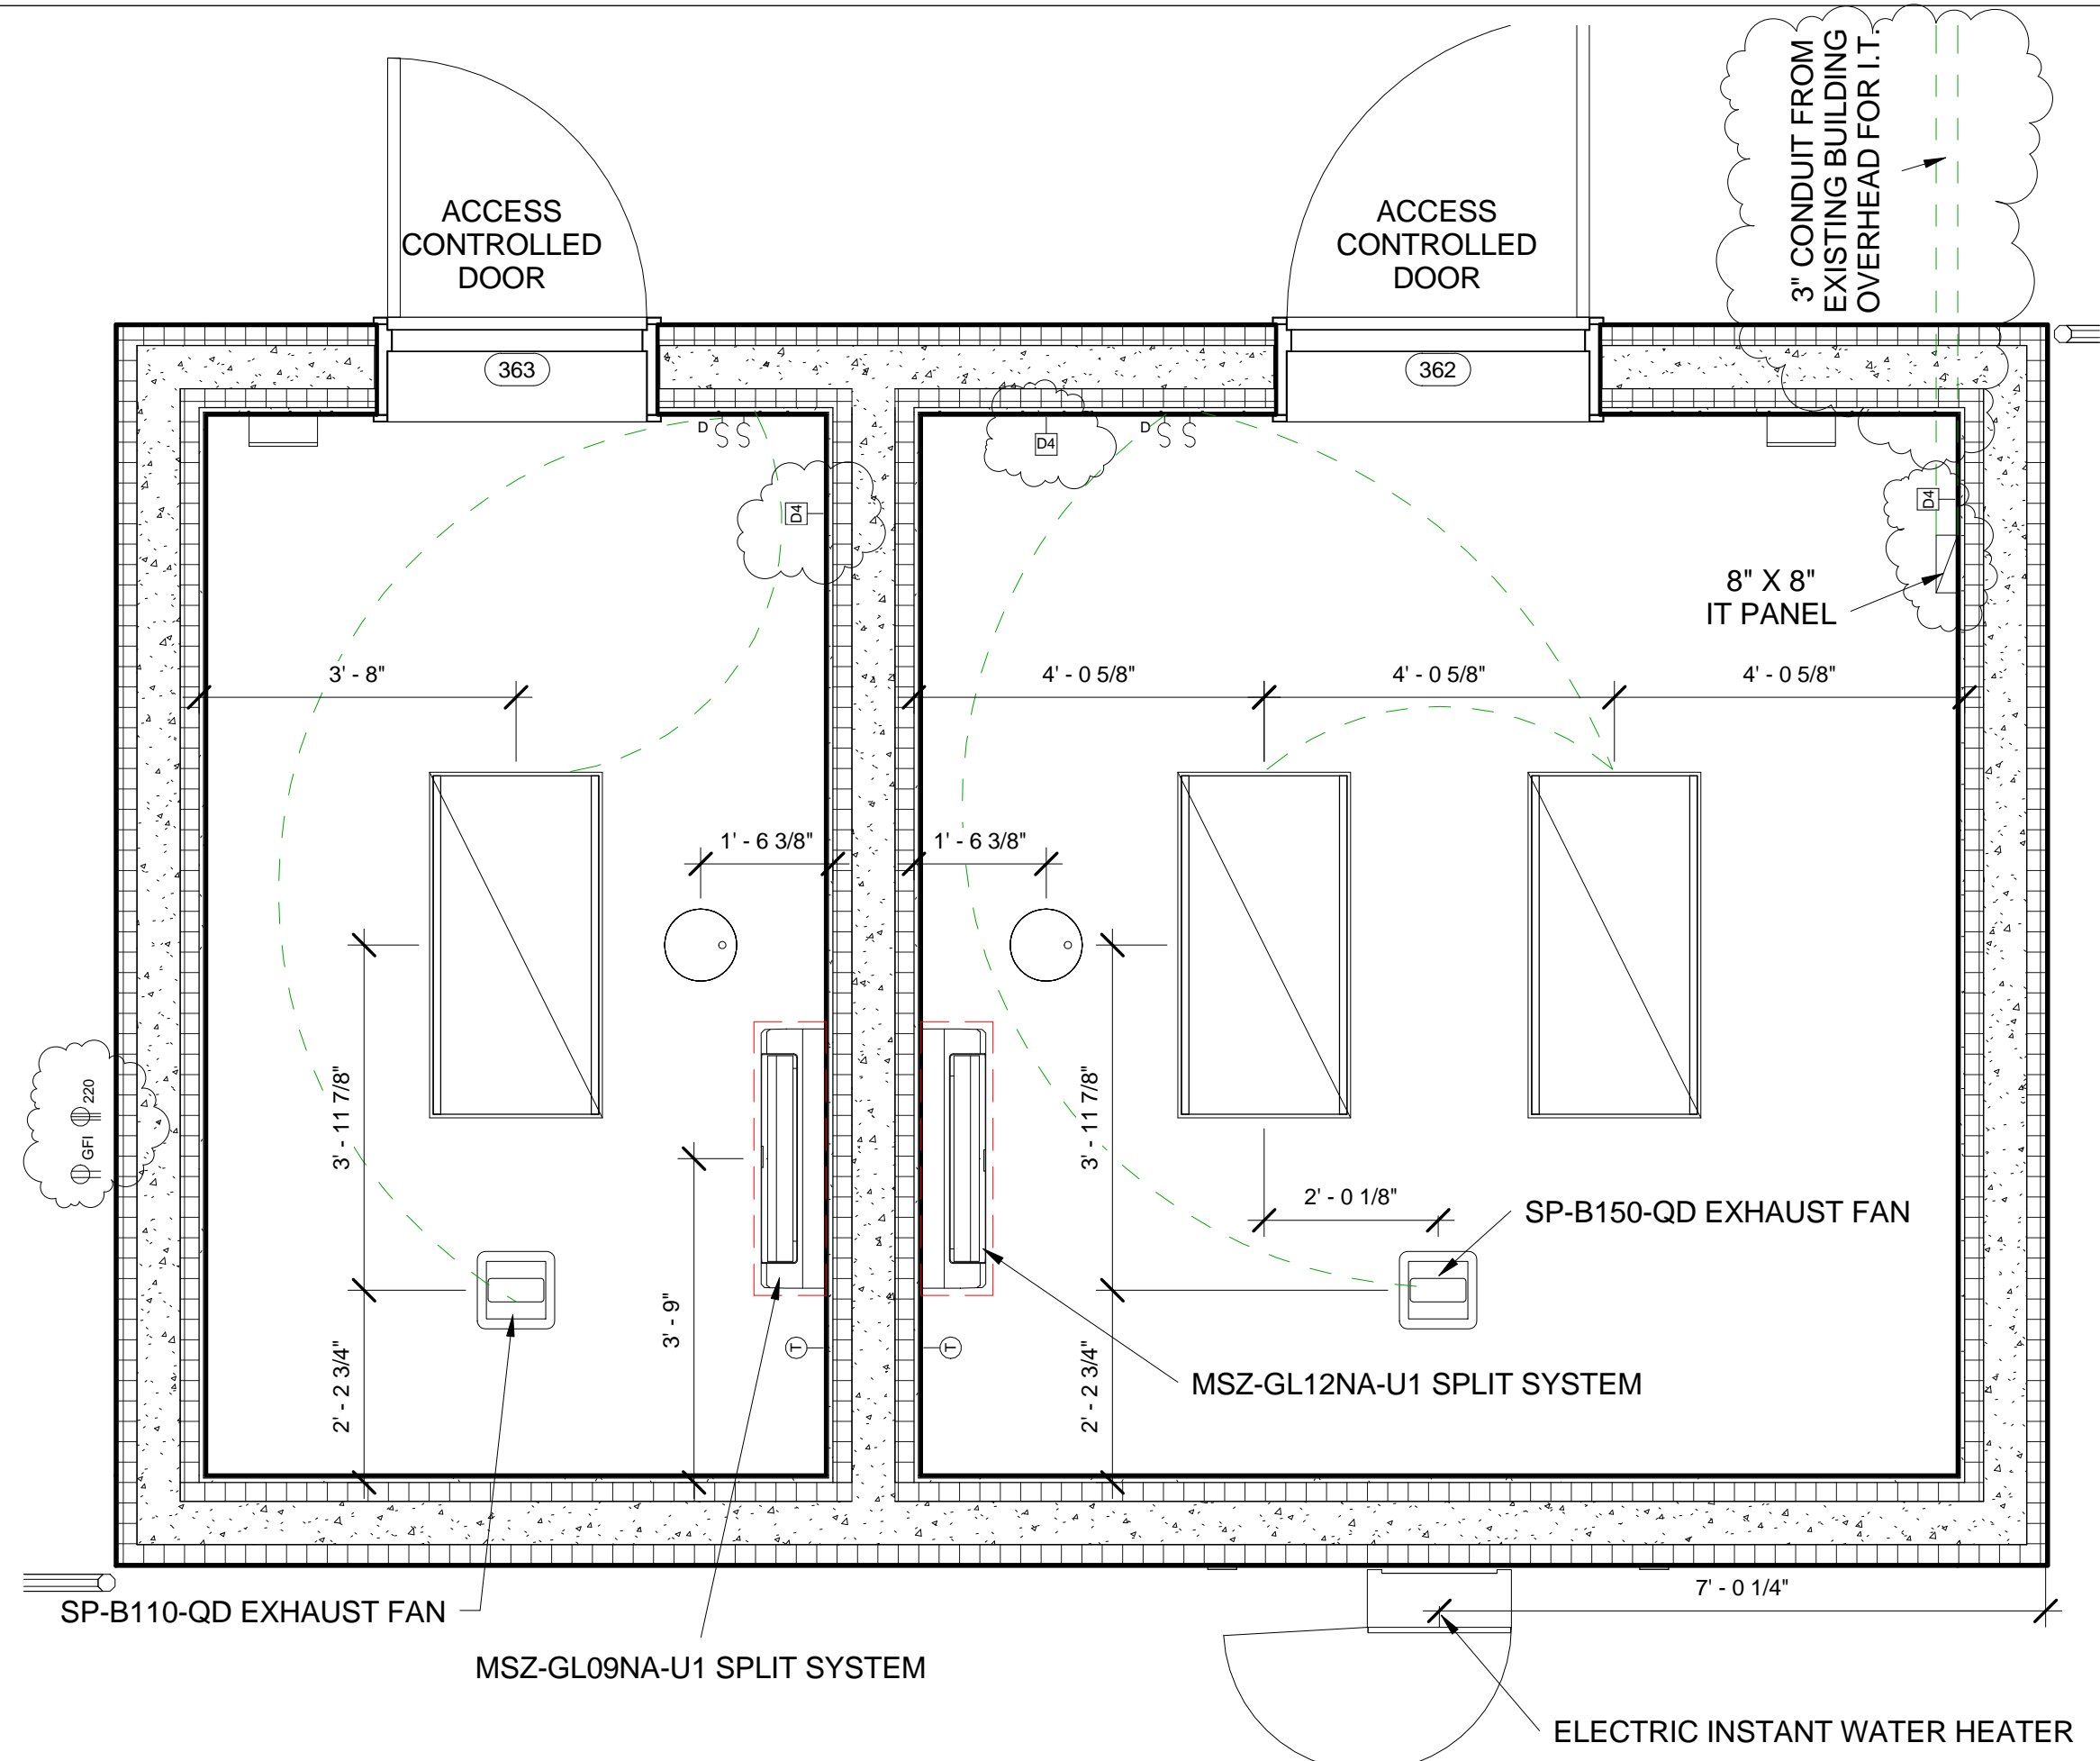 3" CONDUIT FROM
EXISTING BUILDING
OVERHEAD FOR I.T.
ACCESS
CONTROLLED
DOOR
ACCESS
CONTROLLED
DOOR
363
362
D
D4
D
D4
D4
8" X 8"
IT PANEL
3' - 8"
4' - 0 5/8"
4' - 0 5/8"
4' - 0 5/8"
1' - 6 3/8"
1' - 6 3/8"
220
GFI
3' - 11 7/8"
3' - 11 7/8"
2' - 0 1/8"
SP-B150-QD EXHAUST FAN
3' - 9"
2' - 2 3/4"
T
T
2' - 2 3/4"
MSZ-GL12NA-U1 SPLIT SYSTEM
7' - 0 1/4"
SP-B110-QD EXHAUST FAN
MSZ-GL09NA-U1 SPLIT SYSTEM
ELECTRIC INSTANT WATER HEATER